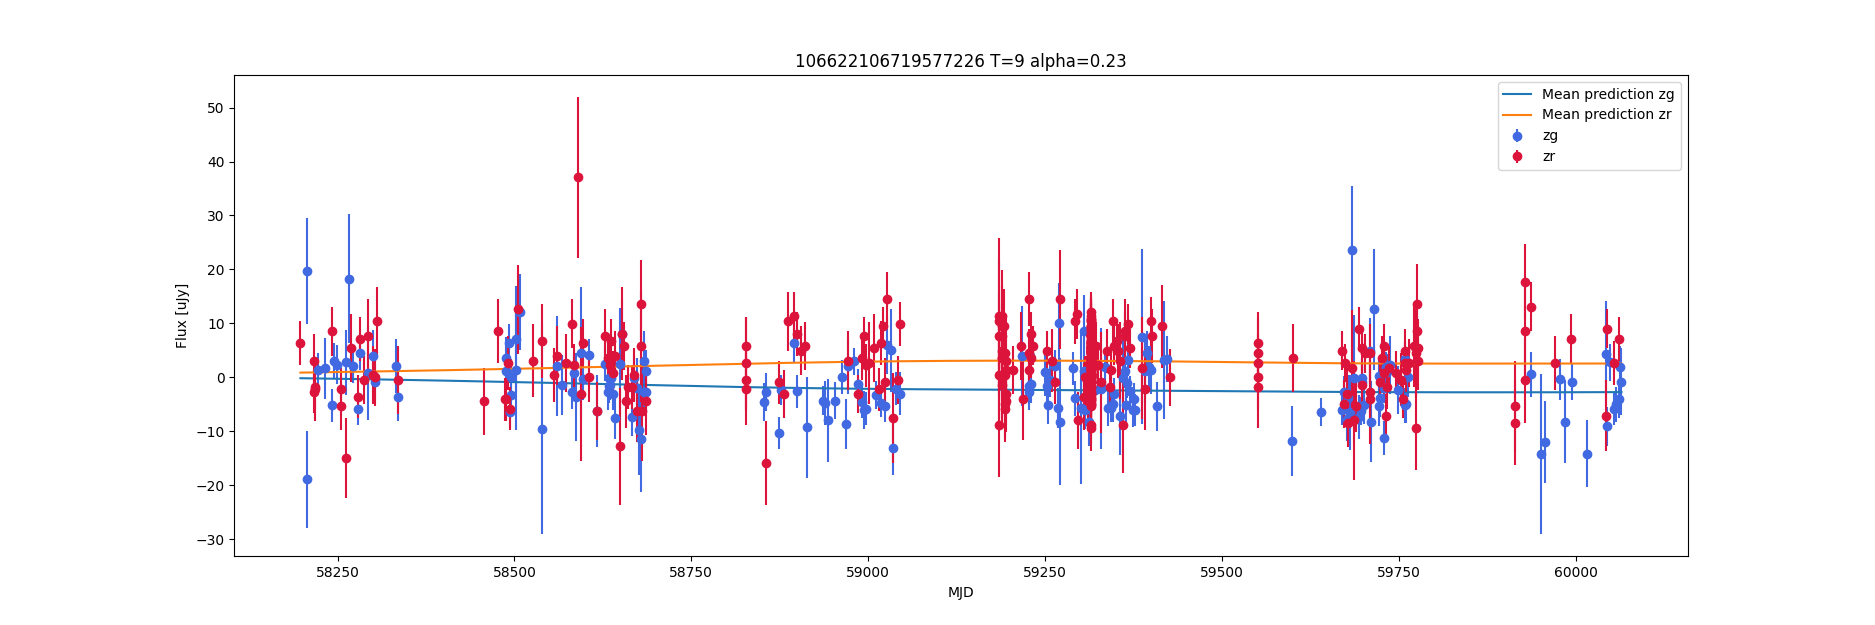 106622106719577226 T=9 alpha=0.23
Mean prediction zg
Mean prediction zr
zg
zr
Flux [uJy]
50
40
30
20
10
0
−10
−20
−30
58250 58500 58750 59000 59250 59500 59750 60000
MJD